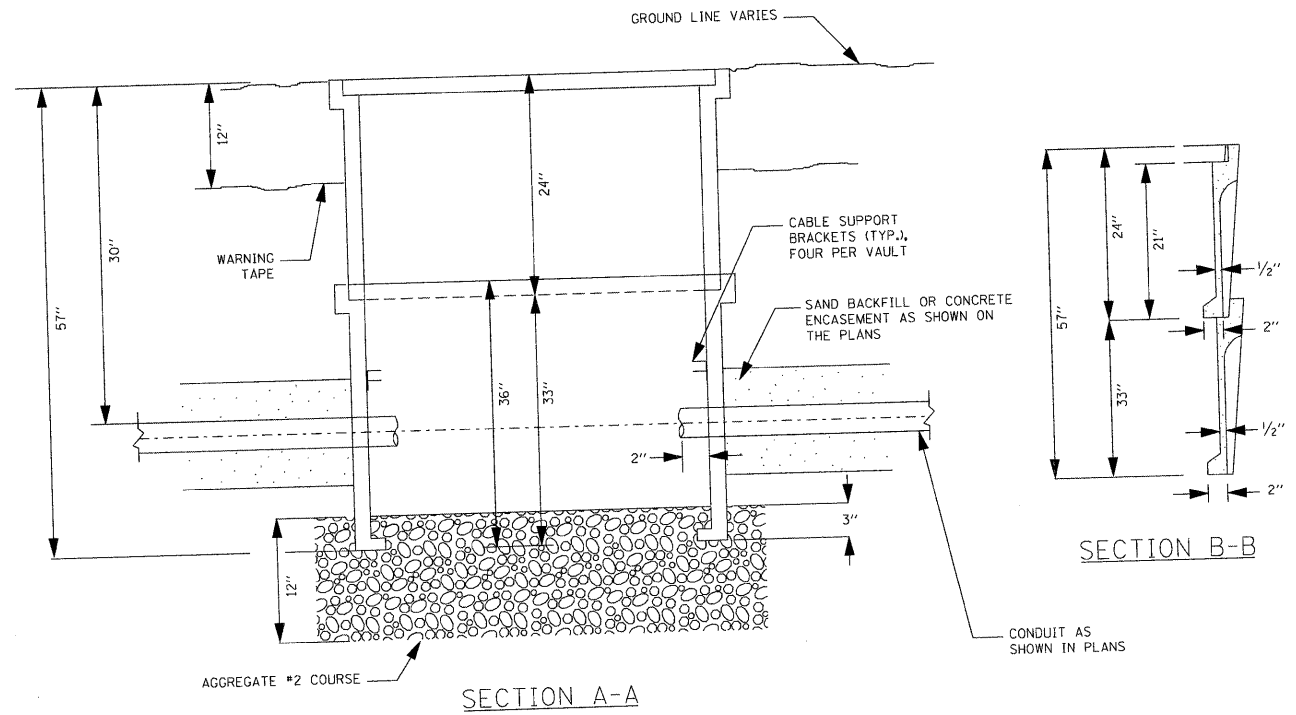 GROUND LINE VARIES
12"
24"
30"
57"
WARNING
TAPE
CABLE SUPPORT
BRACKETS (TYP.),
FOUR PER VAULT
SAND BACKFILL OR CONCRETE
ENCASEMENT AS SHOWN ON
THE PLANS
36"
33"
2"
3"
12"
AGGREGATE #2 COURSE
CONDUIT AS
SHOWN IN PLANS
SECTION A-A
57"
24"
21"
1/2"
2"
33"
1/2"
2"
SECTION B-B